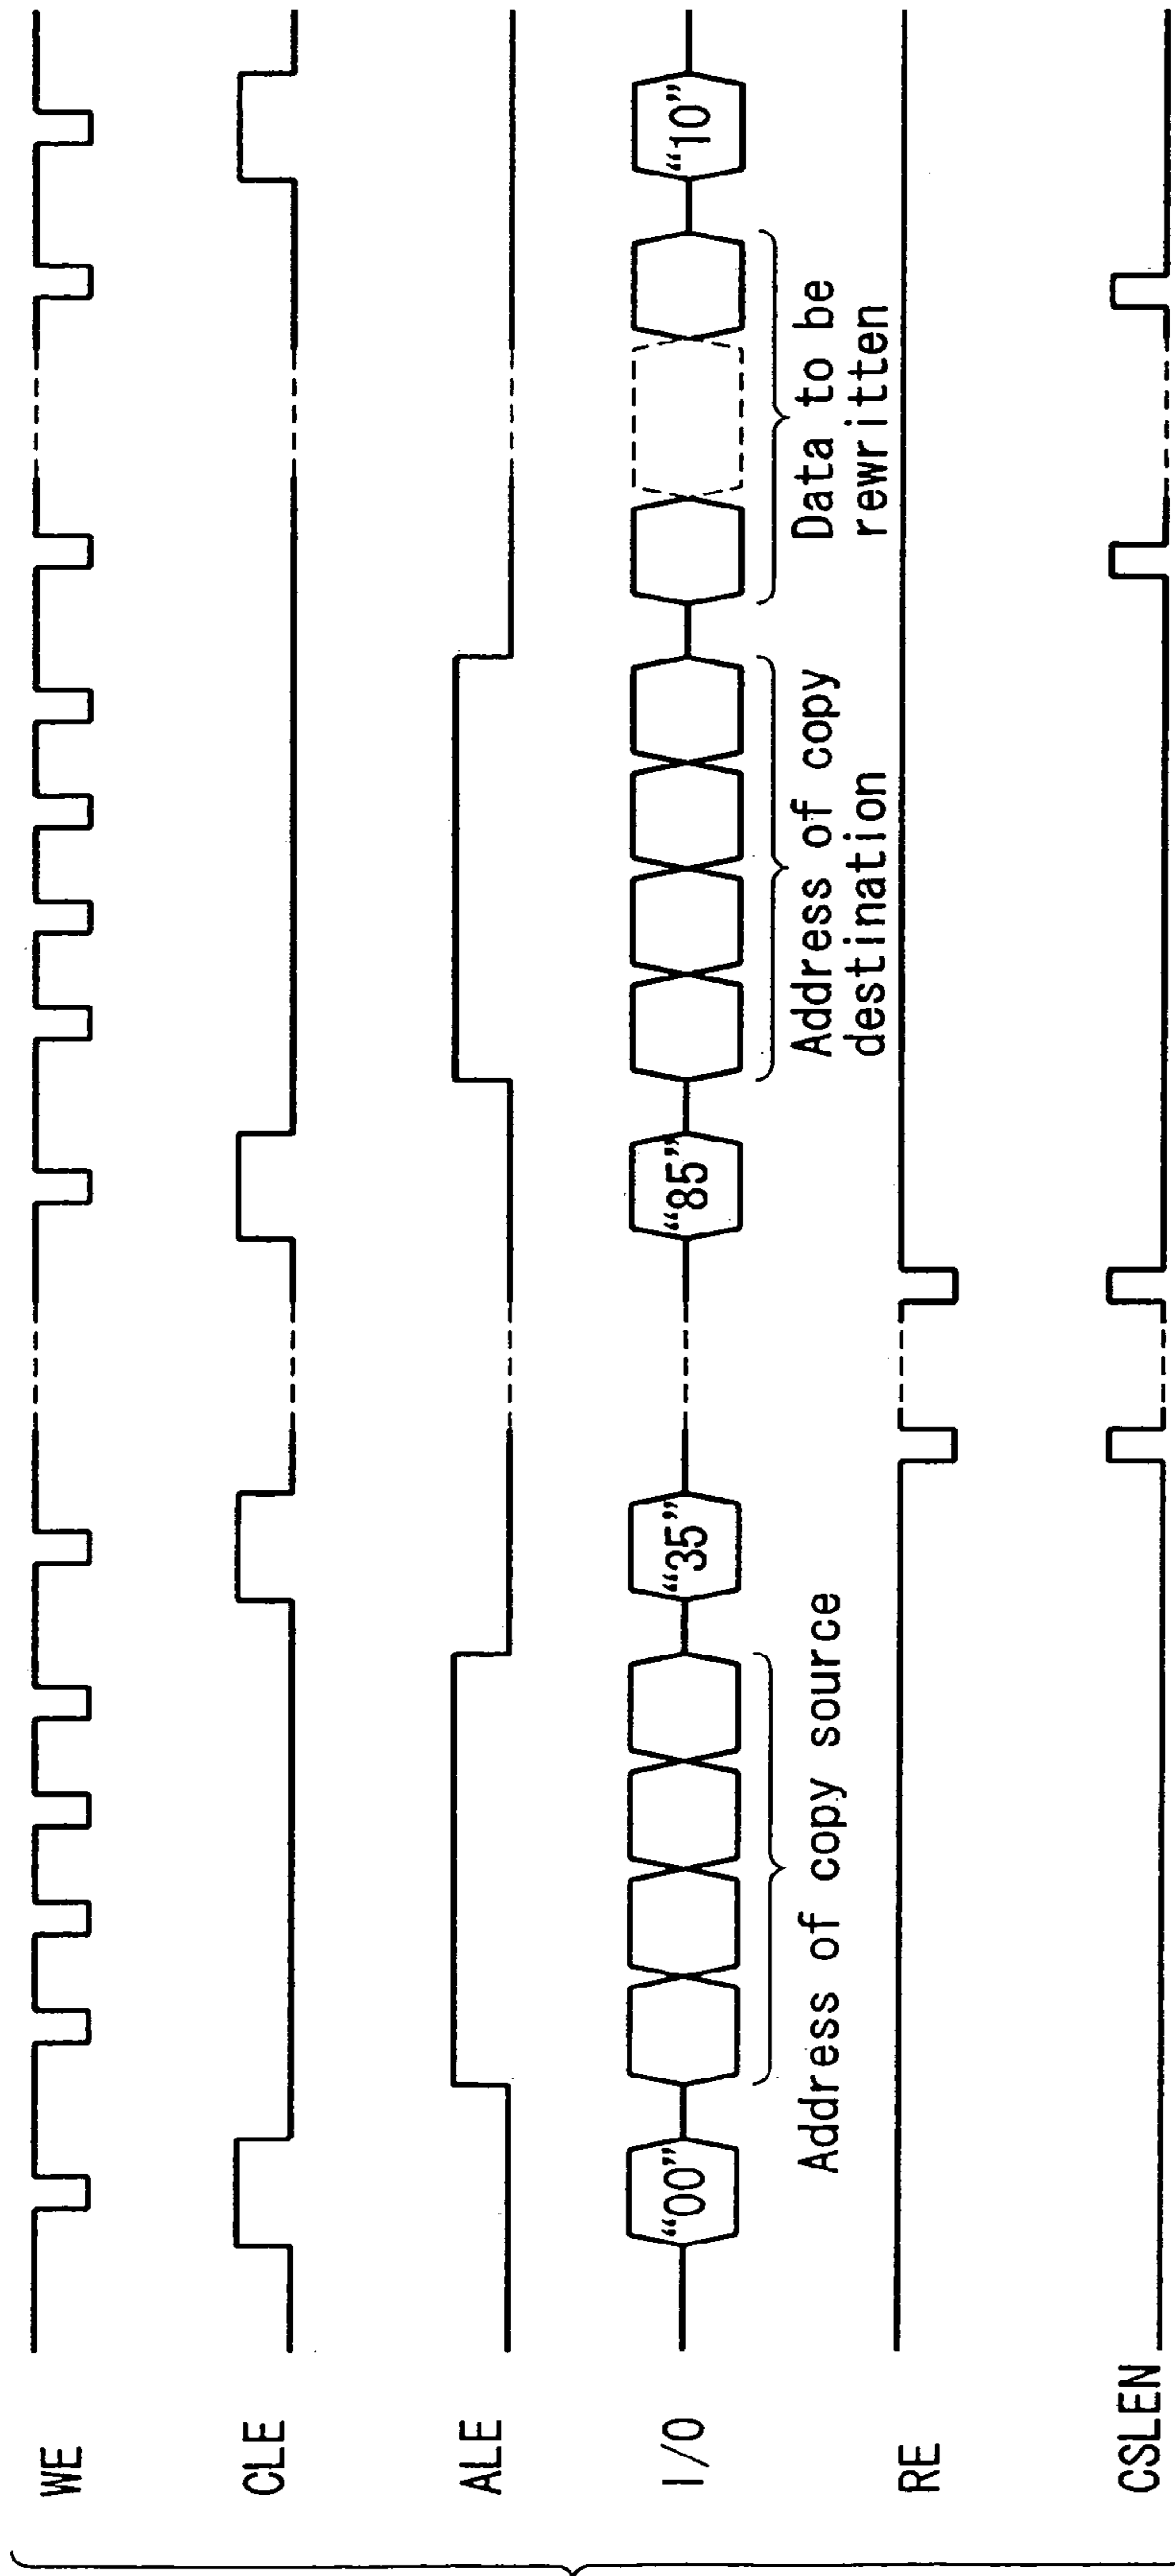 WE
CLE
ALE
I/O
“00”
“35”
“85”
“10”
Address of copy source
Address of copy
destination
Data to be
rewritten
RE
CSLEN